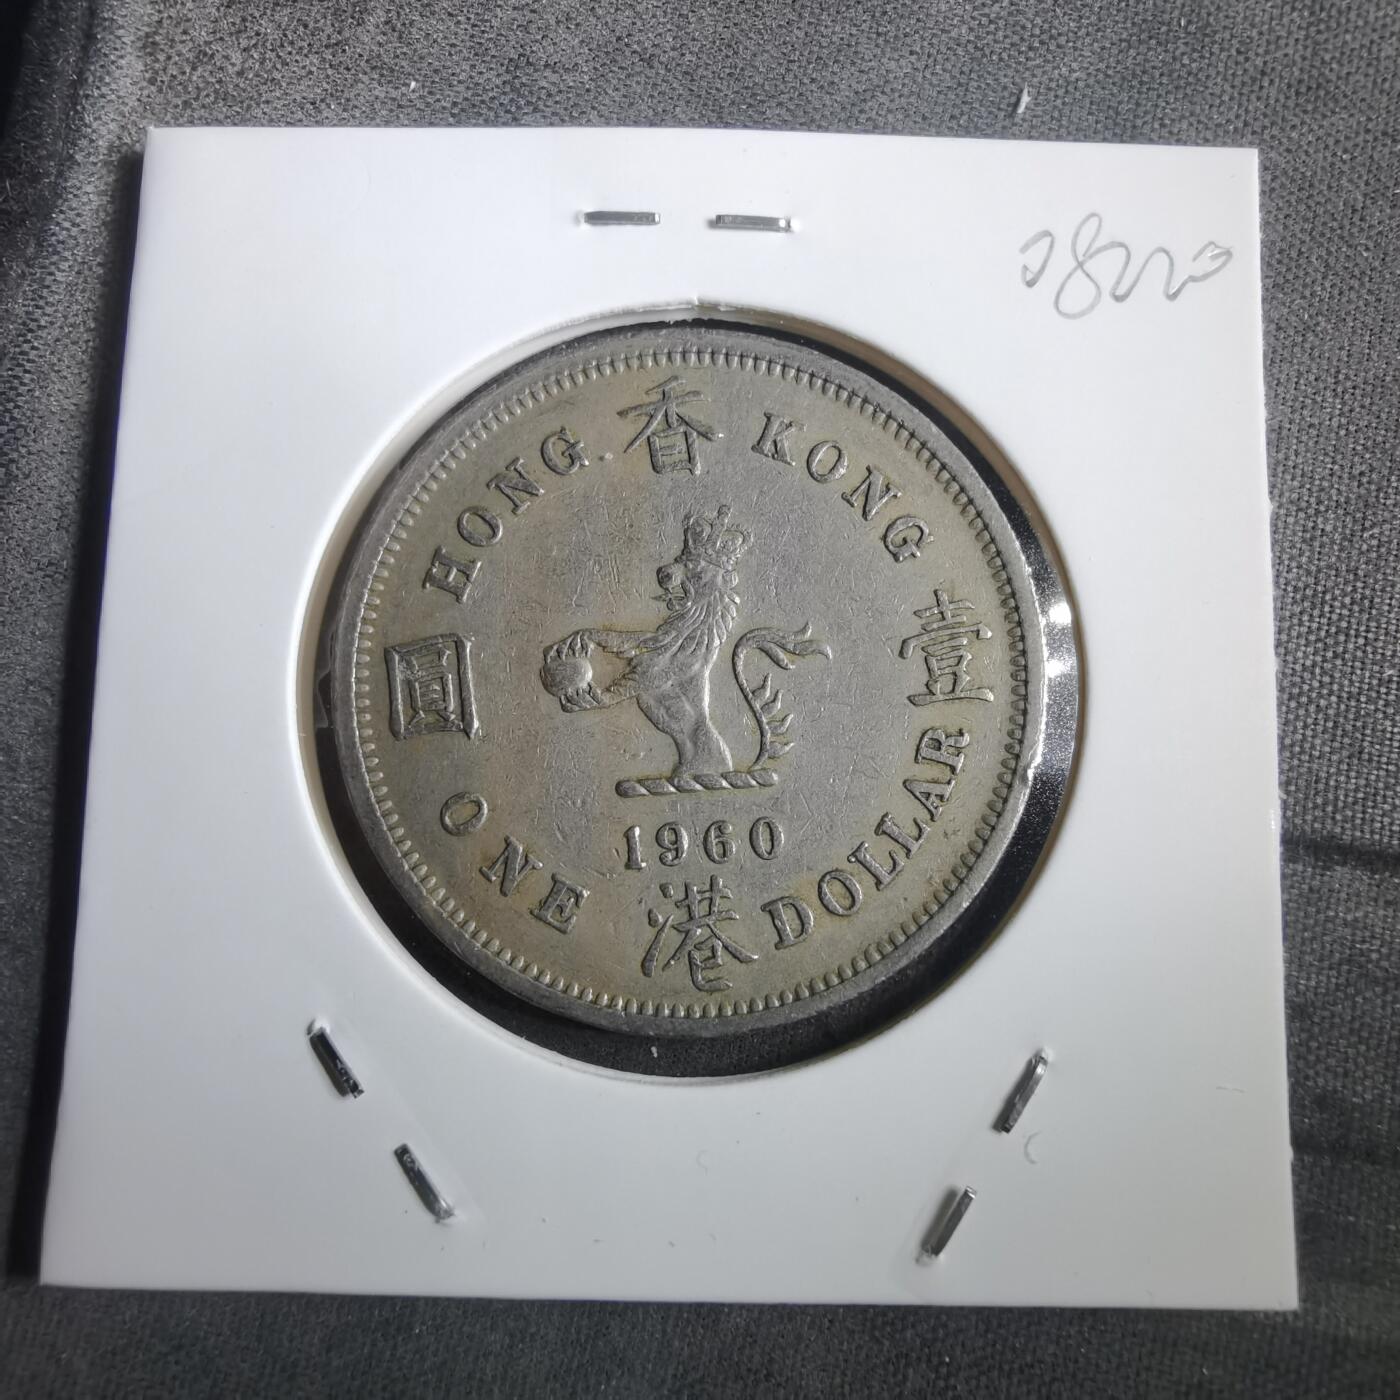 HONG KONG
香
圓
壹
1960
港
ONE DOLLAR